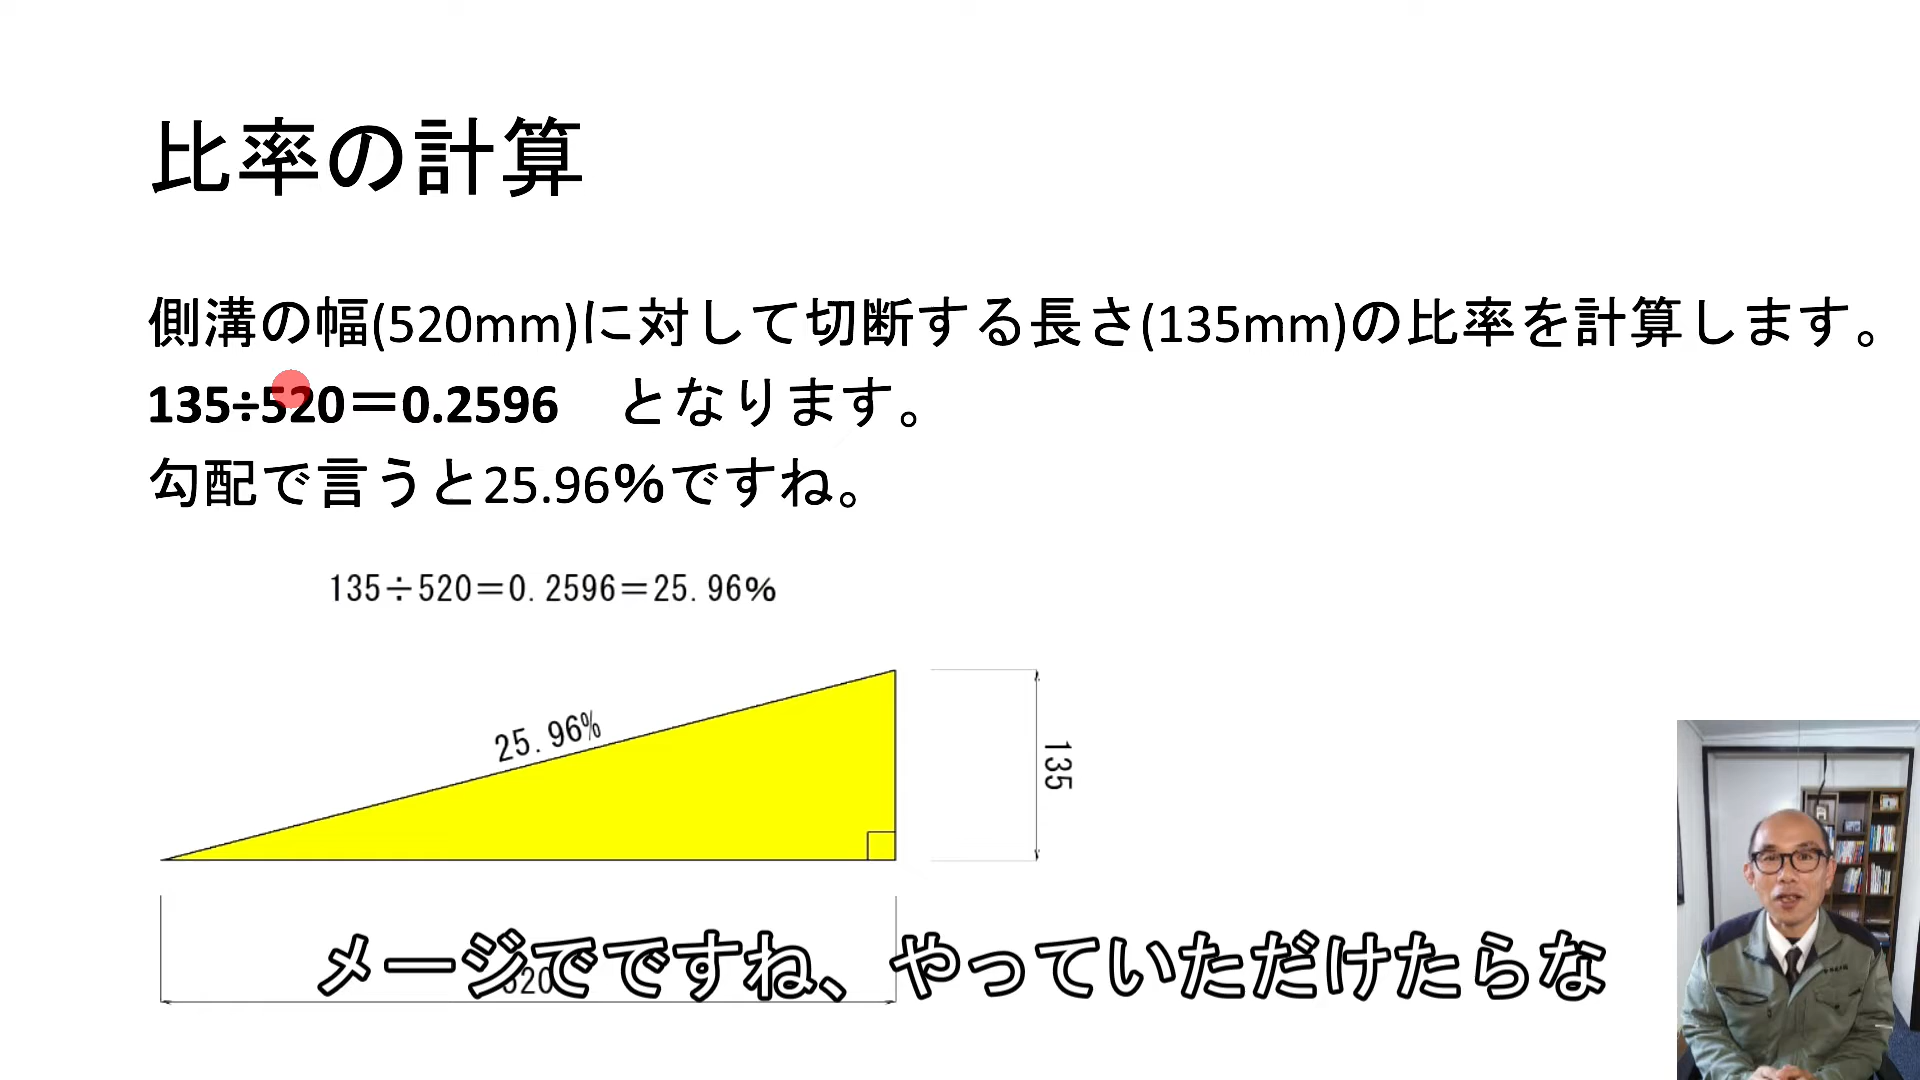 比率の計算
側溝の幅(520mm)に対して切断する長さ(135mm)の比率を計算します。
135÷520＝0.2596　となります。
勾配で言うと25.96%ですね。
135÷520＝0.2596＝25.96%
25.96%
135
520
メージでですね、やっていただけたらな